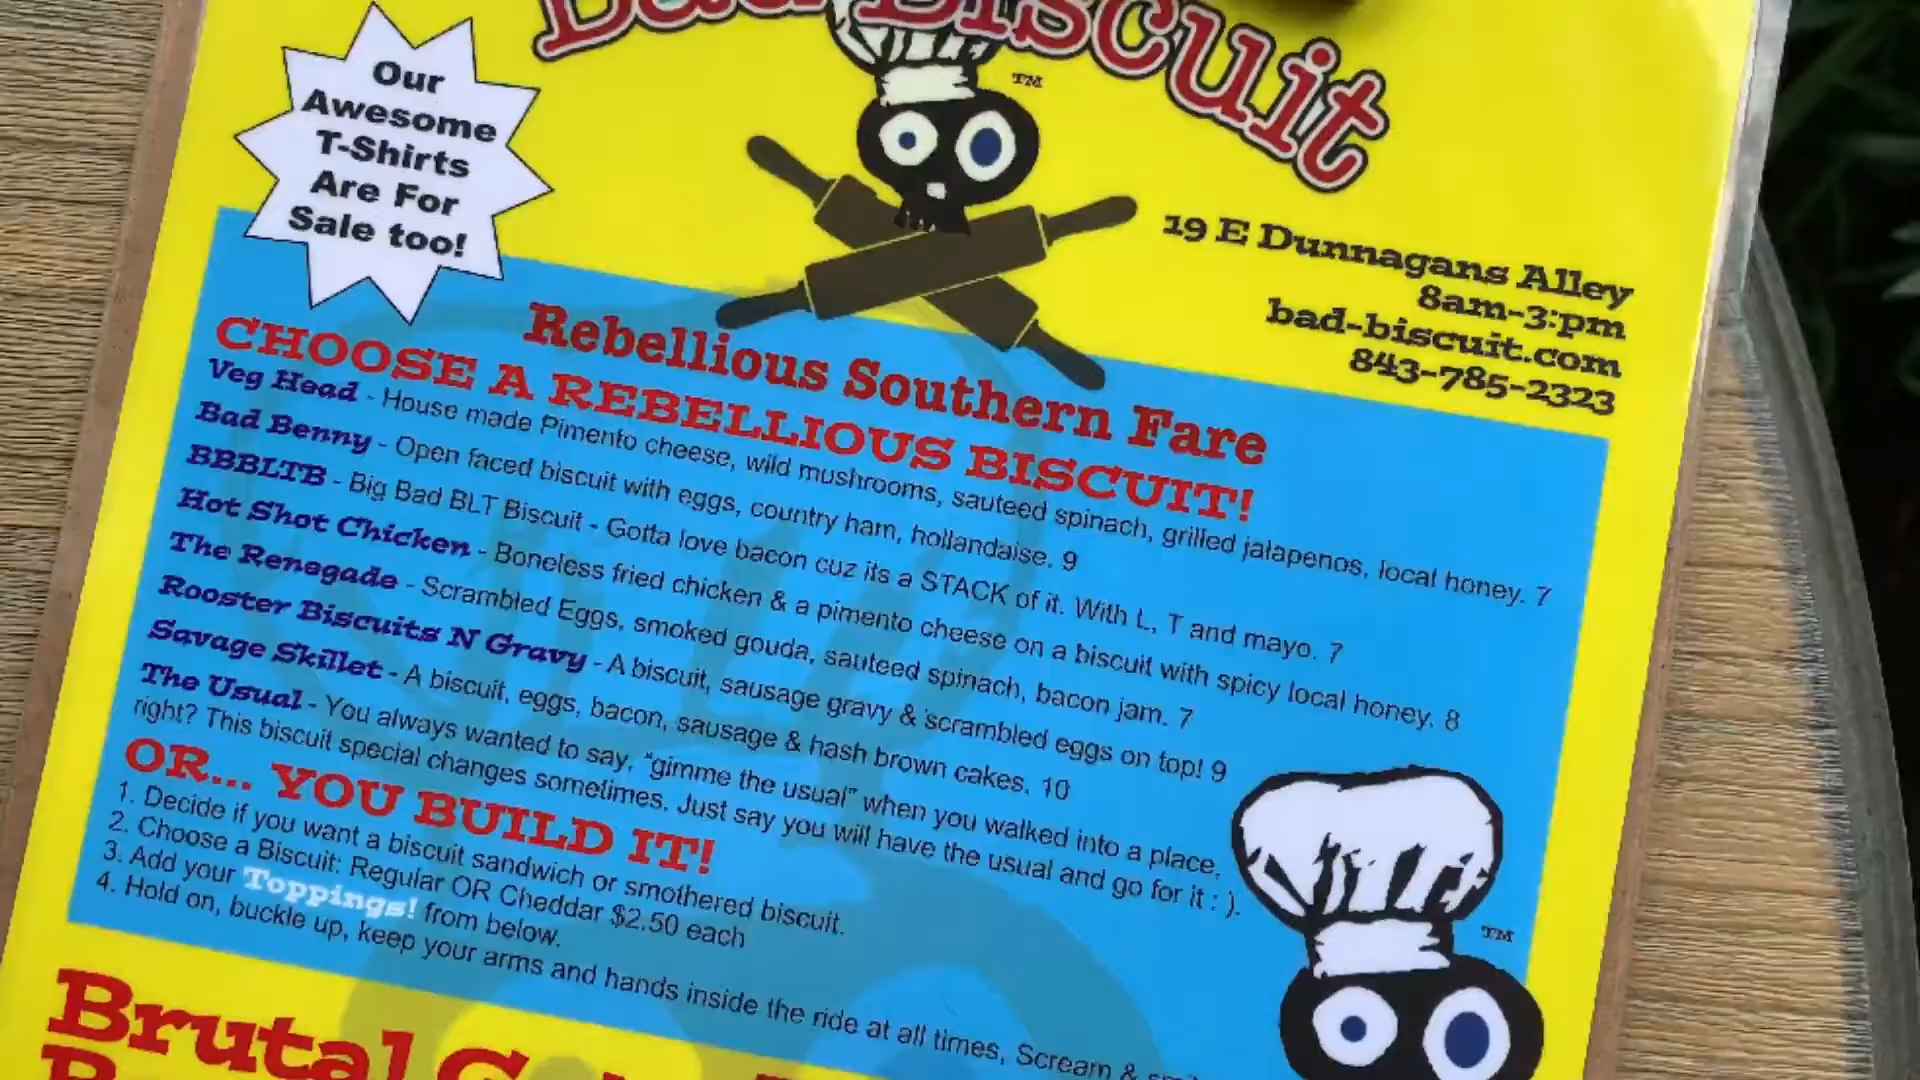 Bad Biscuit
TM
Our
Awesome
T-Shirts
Are For
Sale too!
19 E Dunnagans Alley
8am-3:pm
bad-biscuit.com
843-785-2323
Rebellious Southern Fare
CHOOSE A REBELLIOUS BISCUIT!
Veg Head - House made Pimento cheese, wild mushrooms, sauteed spinach, grilled jalapenos, local honey. 7
Bad Benny - Open faced biscuit with eggs, country ham, hollandaise. 9
BBBLTB - Big Bad BLT Biscuit - Gotta love bacon cuz its a STACK of it. With L, T and mayo. 7
Hot Shot Chicken - Boneless fried chicken & a pimento cheese on a biscuit with spicy local honey. 8
The Renegade - Scrambled Eggs, smoked gouda, sauteed spinach, bacon jam. 7
Rooster Biscuits N Gravy - A biscuit, sausage gravy & scrambled eggs on top! 9
Savage Skillet - A biscuit, eggs, bacon, sausage & hash brown cakes. 10
The Usual - You always wanted to say, "gimme the usual" when you walked into a place,
right? This biscuit special changes sometimes. Just say you will have the usual and go for it : ).
OR... YOU BUILD IT!
1. Decide if you want a biscuit sandwich or smothered biscuit.
2. Choose a Biscuit: Regular OR Cheddar $2.50 each
3. Add your Toppings! from below.
4. Hold on, buckle up, keep your arms and hands inside the ride at all times, Scream &
TM
Brutal